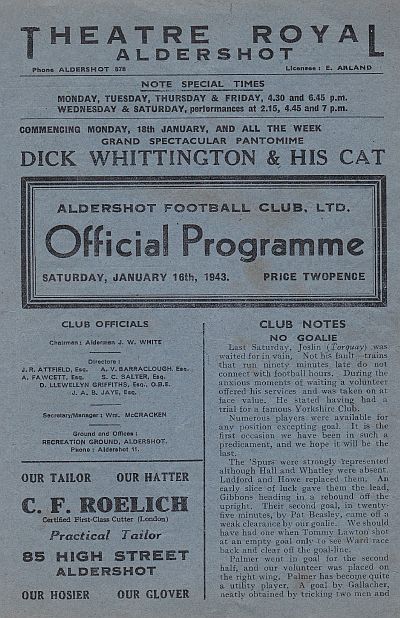 THEATRE ROYAL
ALDERSHOT
Phone ALDERSHOT 578 Licensee: E. ARLAND
NOTE SPECIAL TIMES
MONDAY, TUESDAY, THURSDAY & FRIDAY, 4.30 and 6.45 p.m.
WEDNESDAY & SATURDAY, performances at 2.15, 4.45 and 7 p.m.
COMMENCING MONDAY, 18th JANUARY, AND ALL THE WEEK
GRAND SPECTACULAR PANTOMIME
DICK WHITTINGTON & HIS CAT
ALDERSHOT FOOTBALL CLUB, LTD.
Official Programme
SATURDAY, JANUARY 16th, 1943. PRICE TWOPENCE
CLUB OFFICIALS
Chairman: Alderman J. W. WHITE
Directors:
J. R. ATTFIELD, Esq. A. V. BARRACLOUGH, Esq.
A. FAWCETT, Esq. S. C. SALTER, Esq.
D. LLEWELLYN GRIFFITHS, Esq., O.B.E.
J. A. B. JAYE, Esq.
Secretary/Manager: Wm. McCRACKEN
Ground and Offices:
RECREATION GROUND, ALDERSHOT.
Phone: Aldershot 11.
OUR TAILOR OUR HATTER
C. F. ROELICH
Certified First-Class Cutter (London)
Practical Tailor
85 HIGH STREET
ALDERSHOT
OUR HOSIER OUR GLOVER
CLUB NOTES
NO GOALIE
Last Saturday, Joslin (Torquay) was
waited for in vain, Not his fault—trains
that run ninety minutes late do not
connect with football hours. During the
anxious moments of waiting a volunteer
offered his services and was taken on at
face value. He stated having had a
trial for a famous Yorkshire Club.
Numerous players were available for
any position excepting goal. It is the
first occasion we have been in such a
predicament, and we hope it will be the
last.
The 'Spurs were strongly represented
although Hall and Whatley were absent.
Ludford and Howe replaced them, An
early slice of luck gave them the lead,
Gibbons heading in a rebound off the
upright. Their second goal, in twenty-
five minutes, by Pat Beasley, came off a
weak clearance by our goalie. We should
have had one when Tommy Lawton shot
at an empty goal only to see Ward race
back and clear off the goal-line.
Palmer went in goal for the second
half, and our volunteer was placed on
the right wing. Palmer has become quite
a utility player. A goal by Gallacher,
neatly obtained by tricking two men and